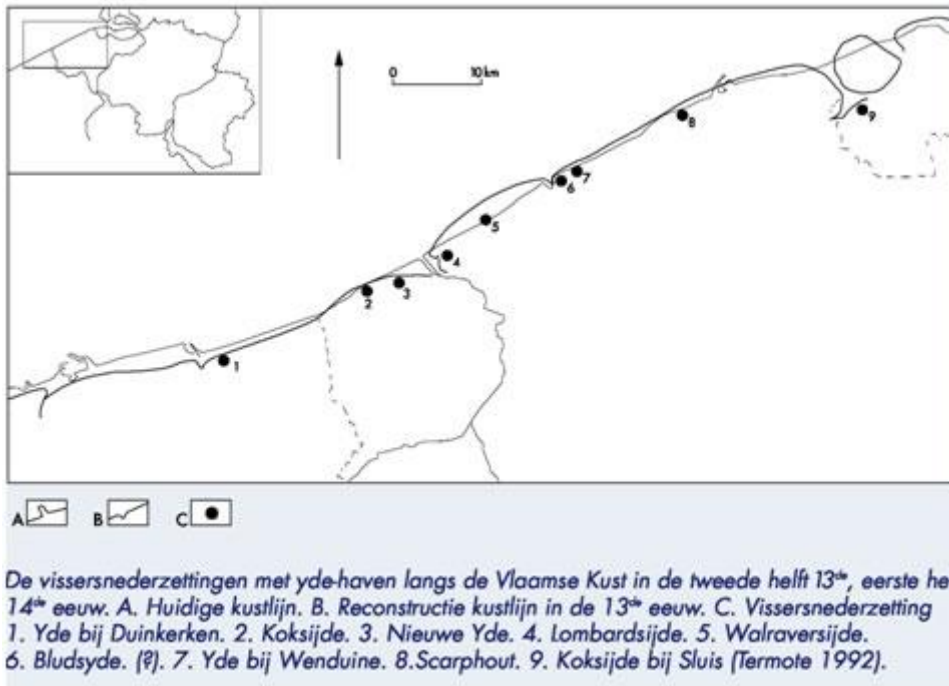 0 10 km
9
8
7
6
5
4
3
2
1
A B C
De vissersnederzettingen met yde-haven langs de Vlaamse Kust in de tweede helft 13de, eerste he
14de eeuw. A. Huidige kustlijn. B. Reconstructie kustlijn in de 13de eeuw. C. Vissersnederzetting
1. Yde bij Duinkerken. 2. Koksijde. 3. Nieuwe Yde. 4. Lombardsijde. 5. Walraversijde.
6. Bludsyde. (?). 7. Yde bij Wenduine. 8.Scarphout. 9. Koksijde bij Sluis (Termote 1992).